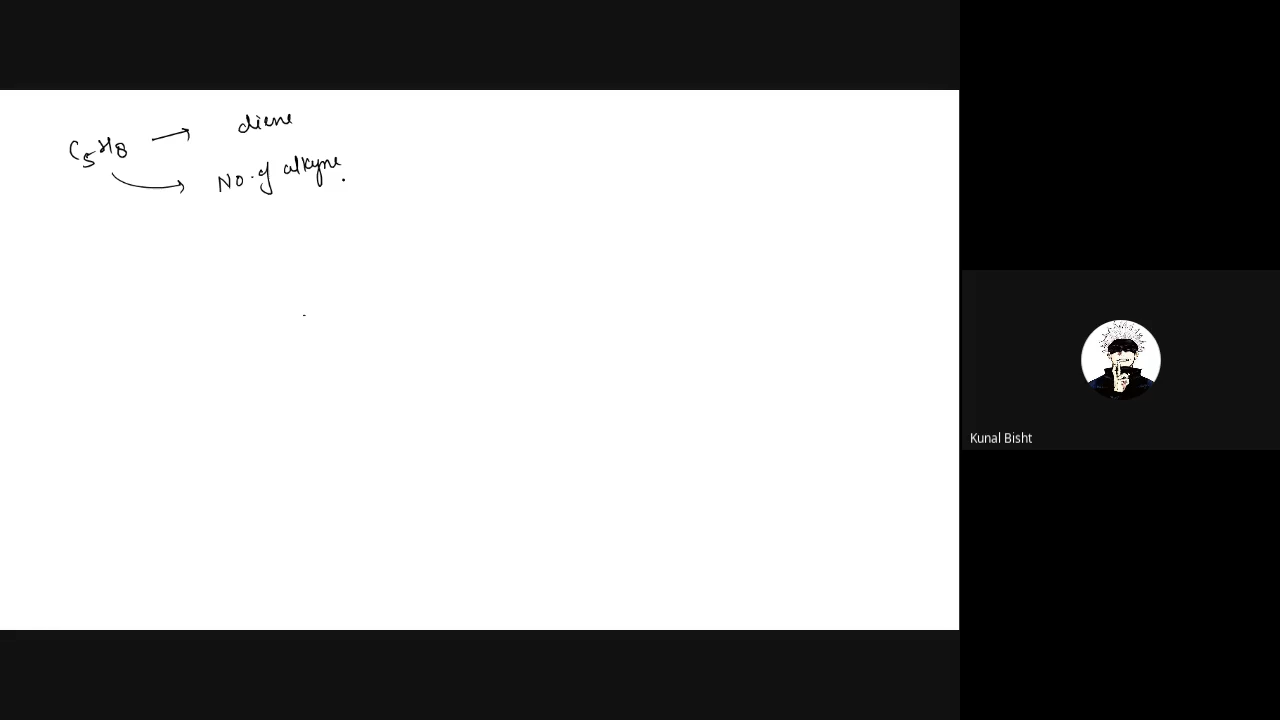 C₅H₈ → diene
→ No. of alkyne.
Kunal Bisht